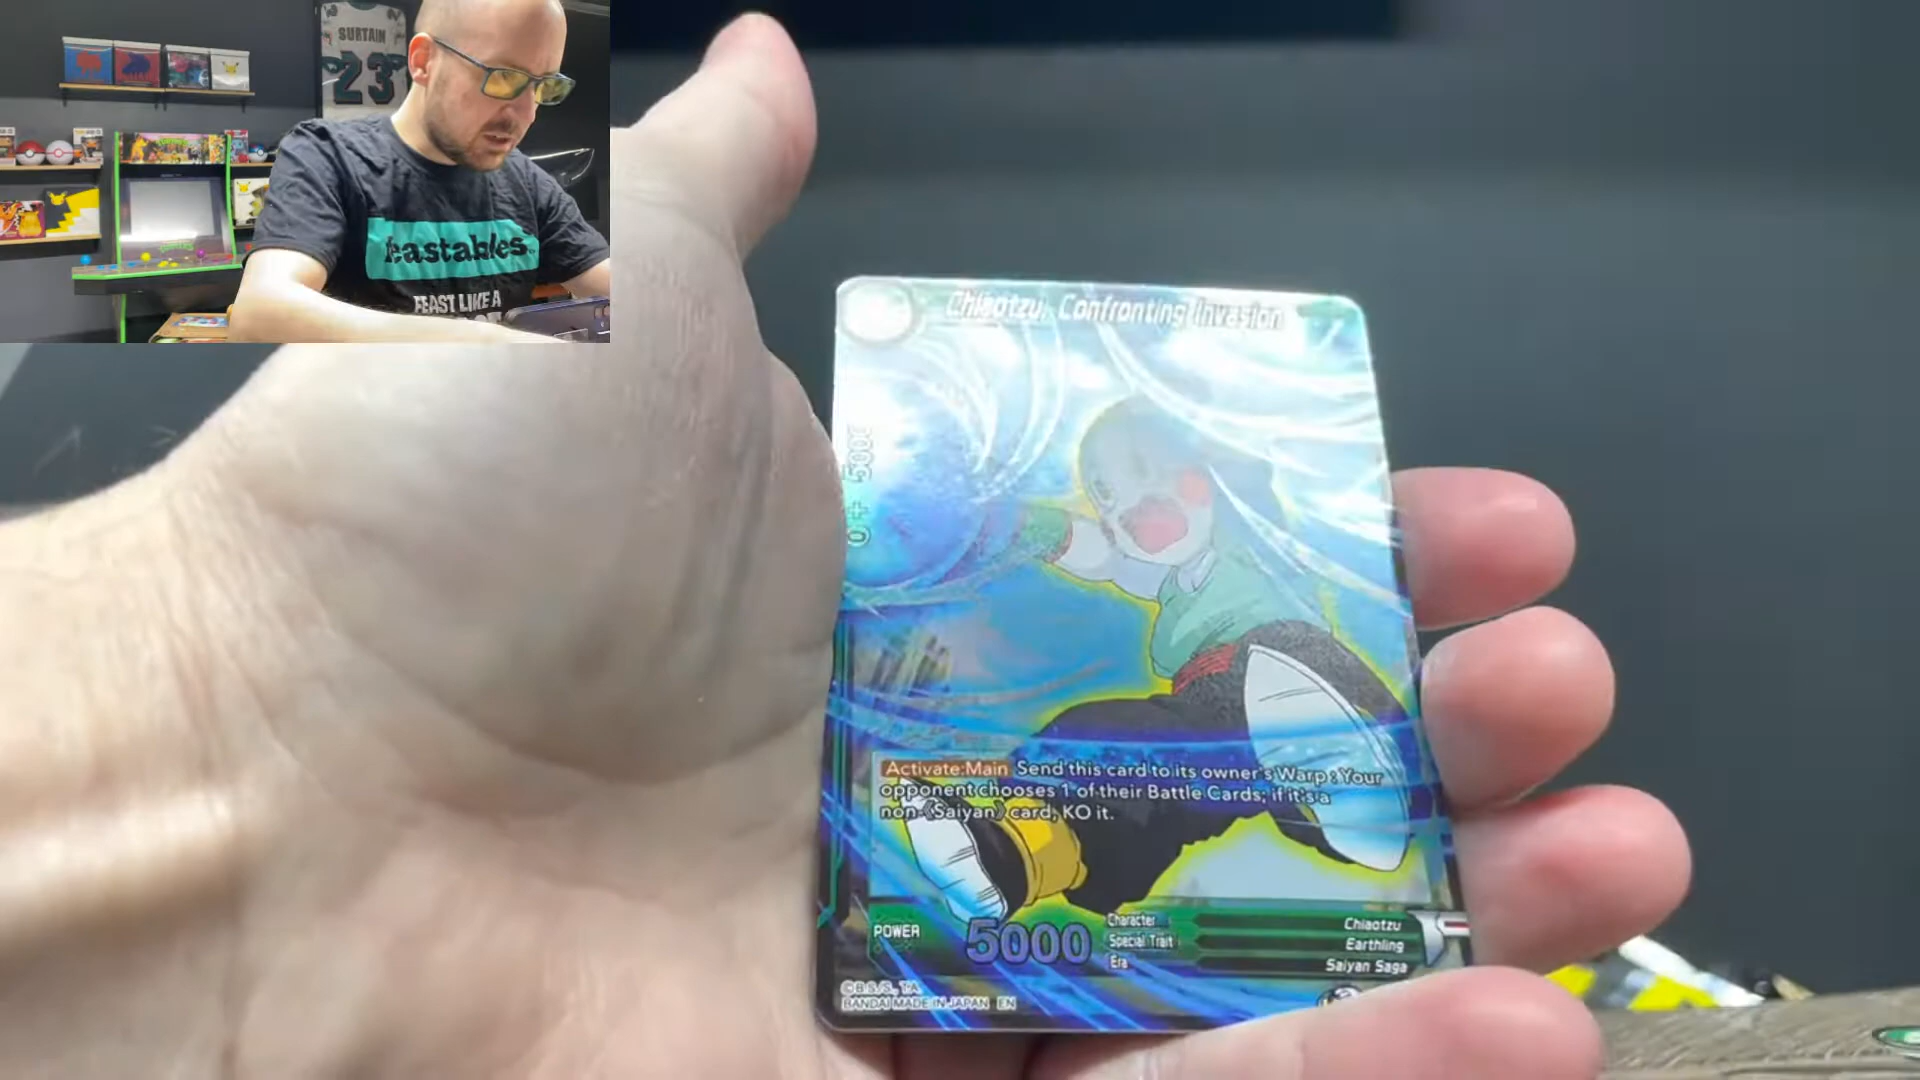 SURTAIN
23
feastables
FEAST LIKE A
Chiaotzu, Confronting Invasion
0 + 5000
Activate:Main Send this card to its owner's Warp : Your
opponent chooses 1 of their Battle Cards; if it's a
non-《Saiyan》 card, KO it.
POWER
5000
Character
Chiaotzu
Special Trait
Earthling
Era
Saiyan Saga
©B.S./S., T.A.
BANDAI MADE IN JAPAN EN